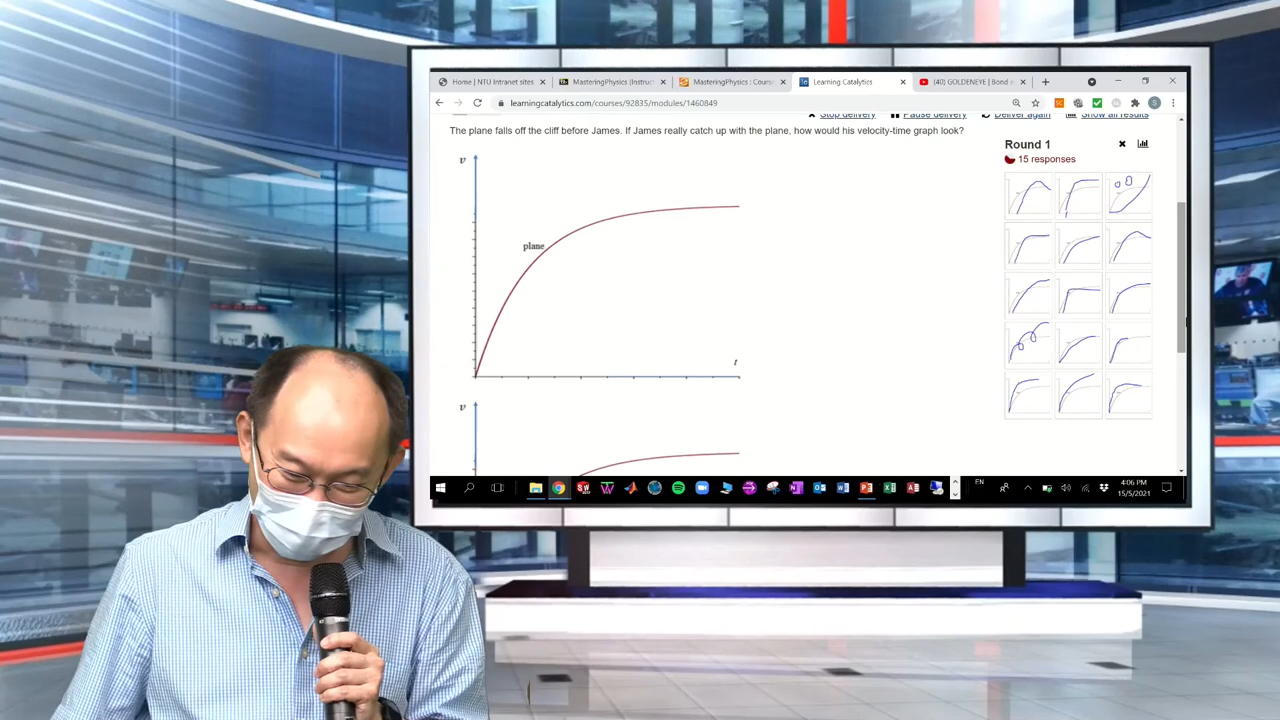 Home | NTU Intranet sites
MasteringPhysics (Instruc
MasteringPhysics : Cours
Learning Catalytics
(40) GOLDENEYE | Bond
learningcatalytics.com/courses/92835/modules/1460849
Stop delivery
Pause delivery
Deliver again
Show all results
The plane falls off the cliff before James. If James really catch up with the plane, how would his velocity-time graph look?
Round 1
15 responses
v
plane
t
v
EN
4:06 PM
15/5/2021